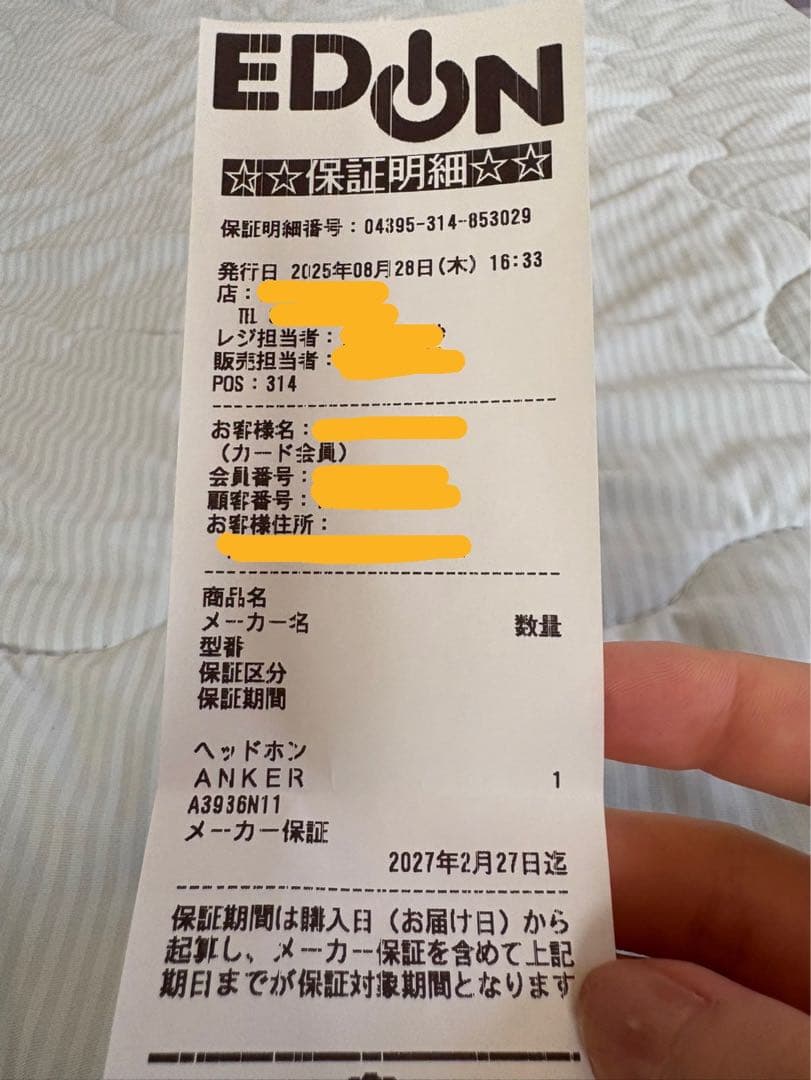 EDION
☆☆保証明細☆☆
保証明細番号：04395-314-853029
発行日 2025年08月28日(木) 16:33
店：
TEL
レジ担当者：
販売担当者：
POS：314
お客様名：
（カード会員）
会員番号：
顧客番号：
お客様住所：
商品名
メーカー名 数量
型番
保証区分
保証期間
ヘッドホン
ANKER 1
A3936N11
メーカー保証
2027年2月27日迄
保証期間は購入日（お届け日）から
起算し、メーカー保証を含めて上記
期日までが保証対象期間となります